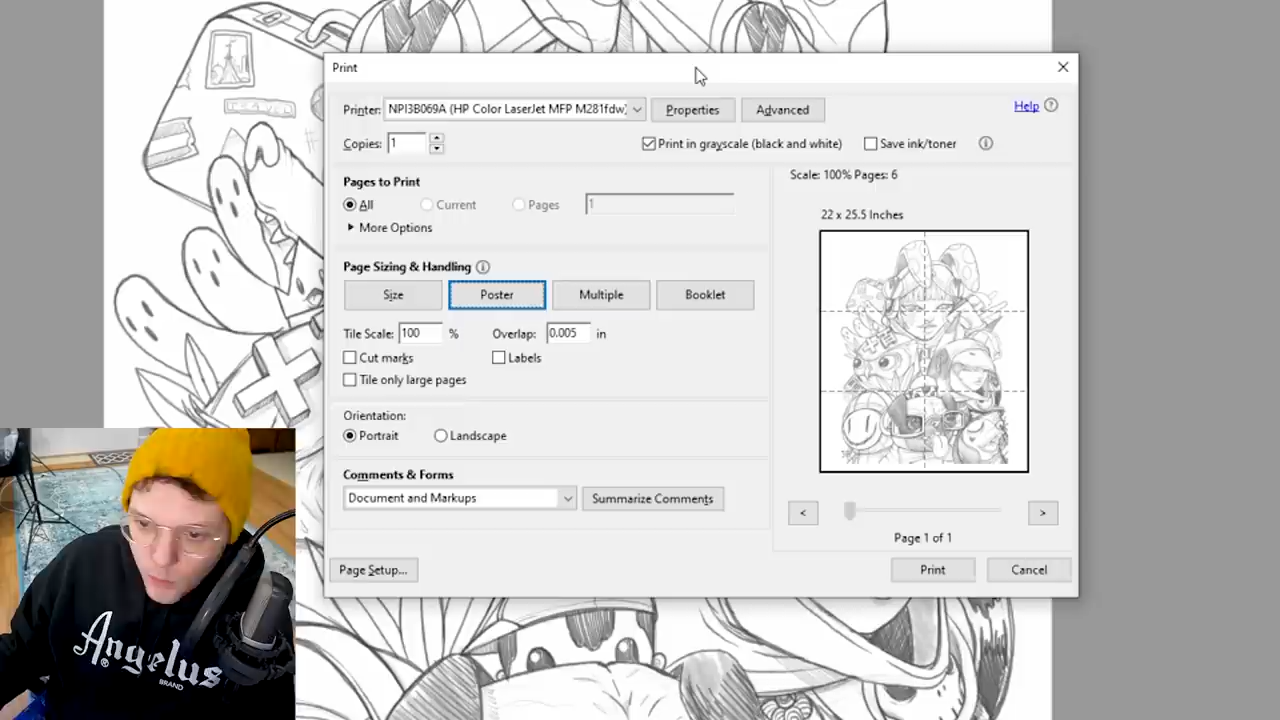 Print
Printer: NPI3B069A (HP Color LaserJet MFP M281fdw) Properties Advanced Help
Copies: 1 Print in grayscale (black and white) Save ink/toner
Scale: 100% Pages: 6
Pages to Print
All Current Pages 1
22 x 25.5 Inches
More Options
Page Sizing & Handling
Size Poster Multiple Booklet
Tile Scale: 100 % Overlap: 0.005 in
Cut marks Labels
Tile only large pages
Orientation:
Portrait Landscape
Comments & Forms
Document and Markups Summarize Comments
< >
Page 1 of 1
Page Setup... Print Cancel
Angelus
BRAND